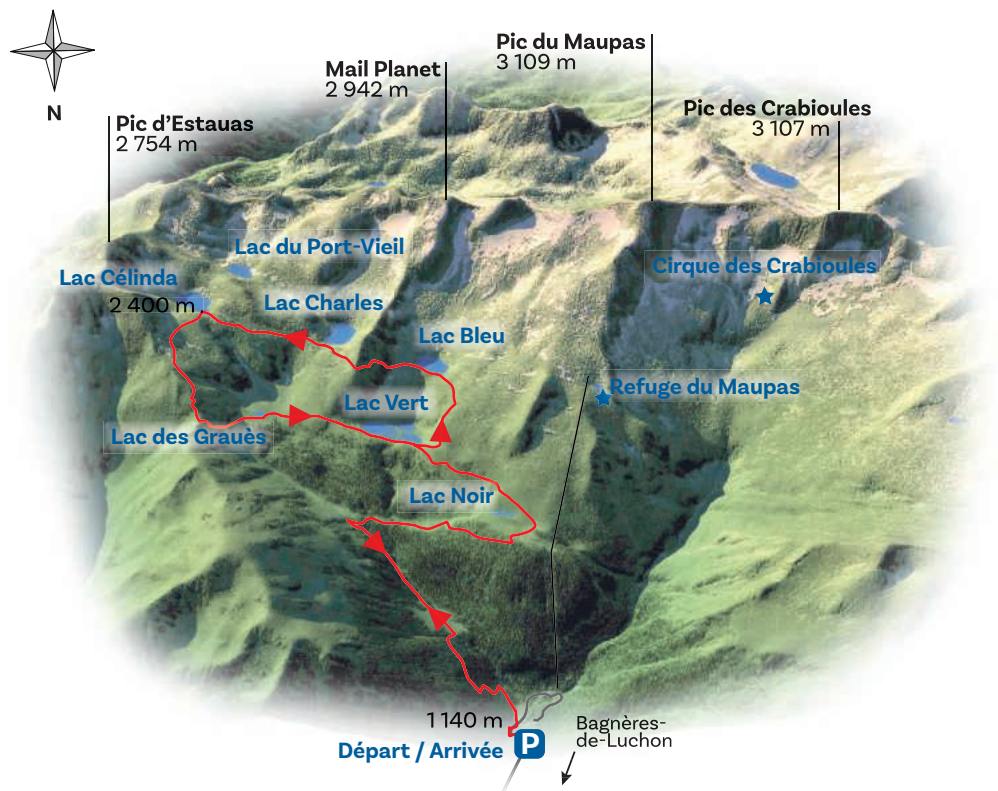 N
Pic d'Estauas
2 754 m
Mail Planet
2 942 m
Pic du Maupas
3 109 m
Pic des Crabioules
3 107 m
Lac du Port-Vieil
Lac Célinda
2 400 m
Lac Charles
Cirque des Crabioules
Lac Bleu
Refuge du Maupas
Lac Vert
Lac des Grauès
Lac Noir
1 140 m
Départ / Arrivée
P
Bagnères-
de-Luchon